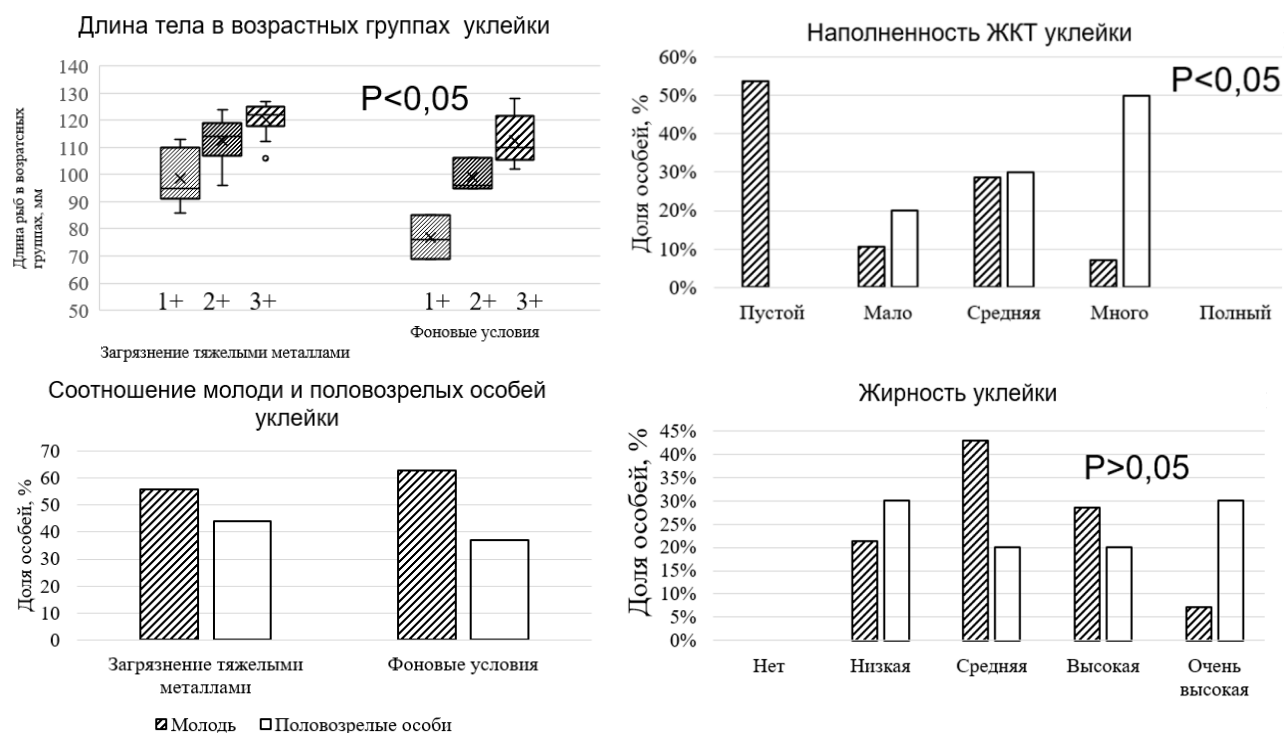 Длина тела в возрастных группах уклейки
140
130
120
110
100
90
80
70
60
50
Длина рыб в возратсных
группах, мм
P<0,05
1+ 2+ 3+
1+ 2+ 3+
Загрязнение тяжелыми металлами
Фоновые условия
Наполненность ЖКТ уклейки
60%
50%
40%
30%
20%
10%
0%
Доля особей, %
P<0,05
Пустой Мало Средняя Много Полный
Соотношение молоди и половозрелых особей
уклейки
70
60
50
40
30
20
10
0
Доля особей, %
Загрязнение тяжелыми
металлами
Фоновые условия
Молодь Половозрелые особи
Жирность уклейки
45%
40%
35%
30%
25%
20%
15%
10%
5%
0%
Доля особей, %
P>0,05
Нет Низкая Средняя Высокая Очень
высокая